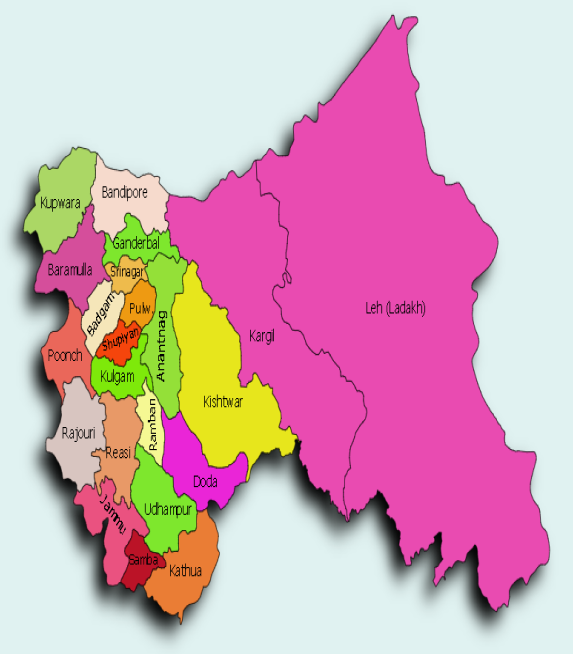 Kupwara
Bandipore
Ganderbal
Baramulla
Srinagar
Badgam
Pulw.
Shupiyan
Anantnag
Leh (Ladakh)
Kargil
Poonch
Kulgam
Kishtwar
Ramban
Rajouri
Reasi
Doda
Udhampur
Jammu
Samba
Kathua